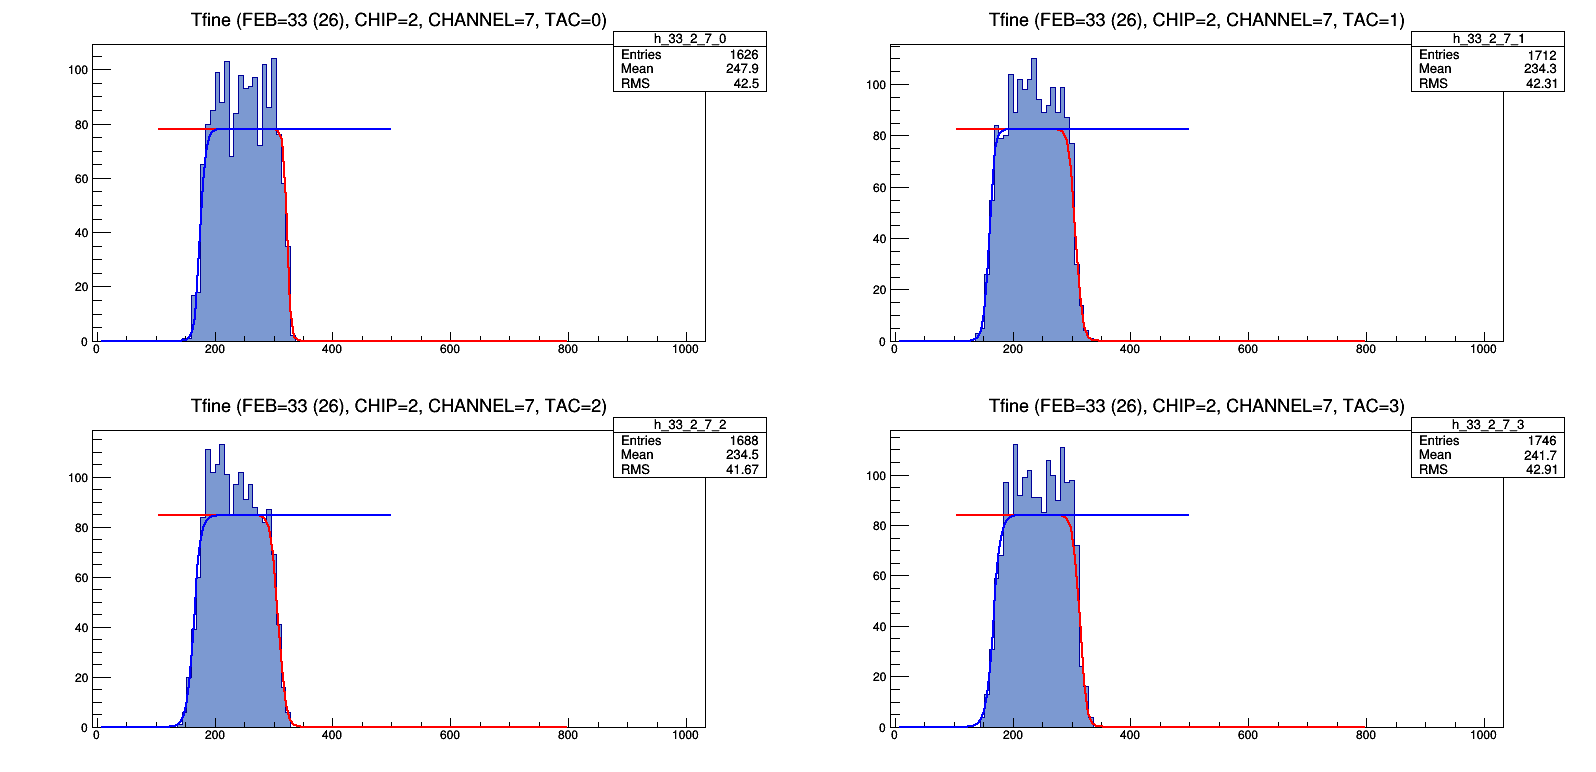 Tfine (FEB=33 (26), CHIP=2, CHANNEL=7, TAC=0)
h_33_2_7_0
Entries 1626
Mean 247.9
RMS 42.5
100
80
60
40
20
0
0 200 400 600 800 1000
Tfine (FEB=33 (26), CHIP=2, CHANNEL=7, TAC=1)
h_33_2_7_1
Entries 1712
Mean 234.3
RMS 42.31
100
80
60
40
20
0
0 200 400 600 800 1000
Tfine (FEB=33 (26), CHIP=2, CHANNEL=7, TAC=2)
h_33_2_7_2
Entries 1688
Mean 234.5
RMS 41.67
100
80
60
40
20
0
0 200 400 600 800 1000
Tfine (FEB=33 (26), CHIP=2, CHANNEL=7, TAC=3)
h_33_2_7_3
Entries 1746
Mean 241.7
RMS 42.91
100
80
60
40
20
0
0 200 400 600 800 1000